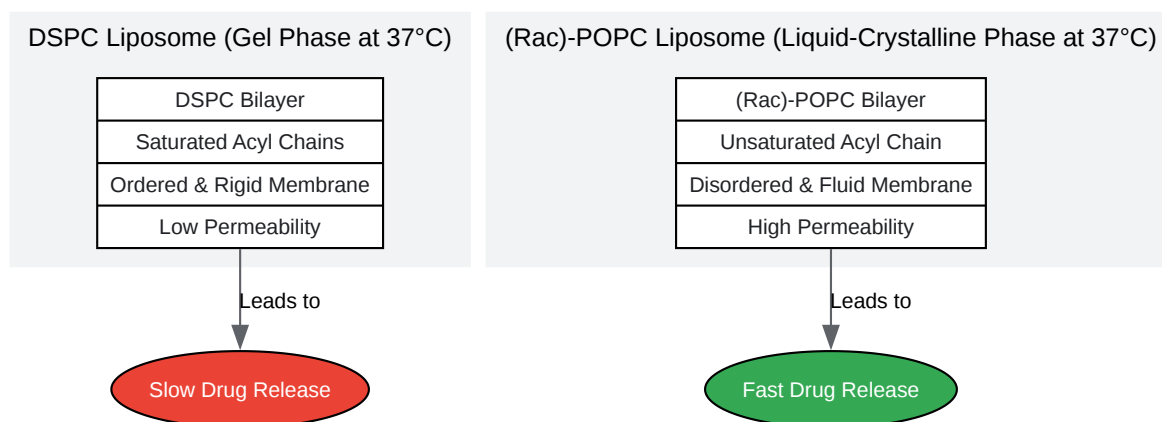 DSPC Liposome (Gel Phase at 37°C)
DSPC Bilayer
Saturated Acyl Chains
Ordered & Rigid Membrane
Low Permeability
Leads to
Slow Drug Release
(Rac)-POPC Liposome (Liquid-Crystalline Phase at 37°C)
(Rac)-POPC Bilayer
Unsaturated Acyl Chain
Disordered & Fluid Membrane
High Permeability
Leads to
Fast Drug Release